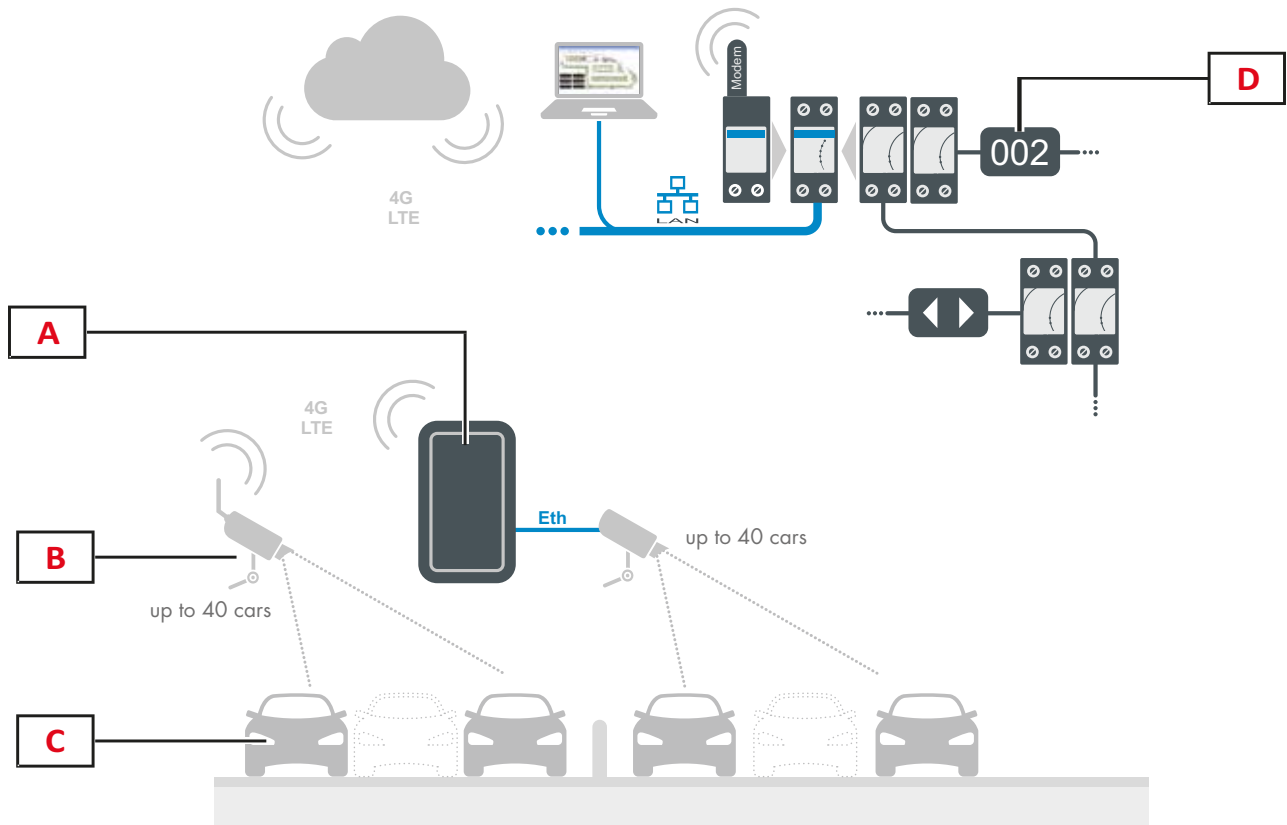 Modem
D
002
4G
LTE
LAN
A
4G
LTE
Eth
up to 40 cars
B
up to 40 cars
C